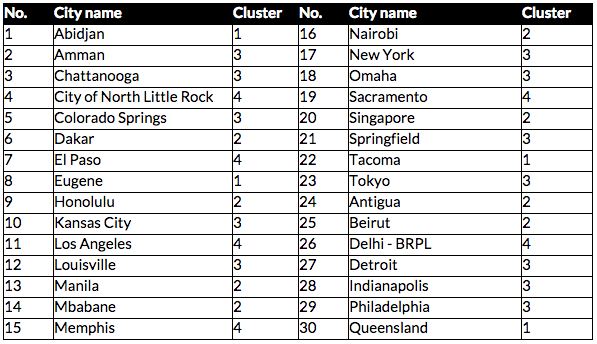 No. City name Cluster No. City name Cluster
1 Abidjan 1 16 Nairobi 2
2 Amman 3 17 New York 3
3 Chattanooga 3 18 Omaha 3
4 City of North Little Rock 4 19 Sacramento 4
5 Colorado Springs 3 20 Singapore 2
6 Dakar 2 21 Springfield 3
7 El Paso 4 22 Tacoma 1
8 Eugene 1 23 Tokyo 3
9 Honolulu 2 24 Antigua 2
10 Kansas City 3 25 Beirut 2
11 Los Angeles 4 26 Delhi - BRPL 4
12 Louisville 3 27 Detroit 3
13 Manila 2 28 Indianapolis 3
14 Mbabane 2 29 Philadelphia 3
15 Memphis 4 30 Queensland 1